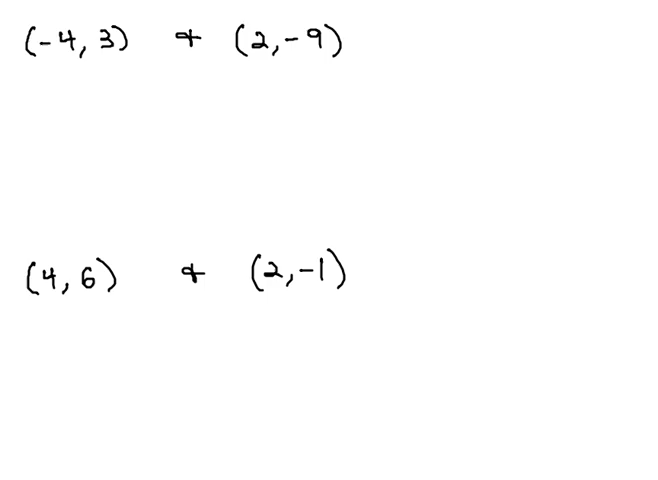 (-4, 3) & (2, -9)
(4, 6) & (2, -1)